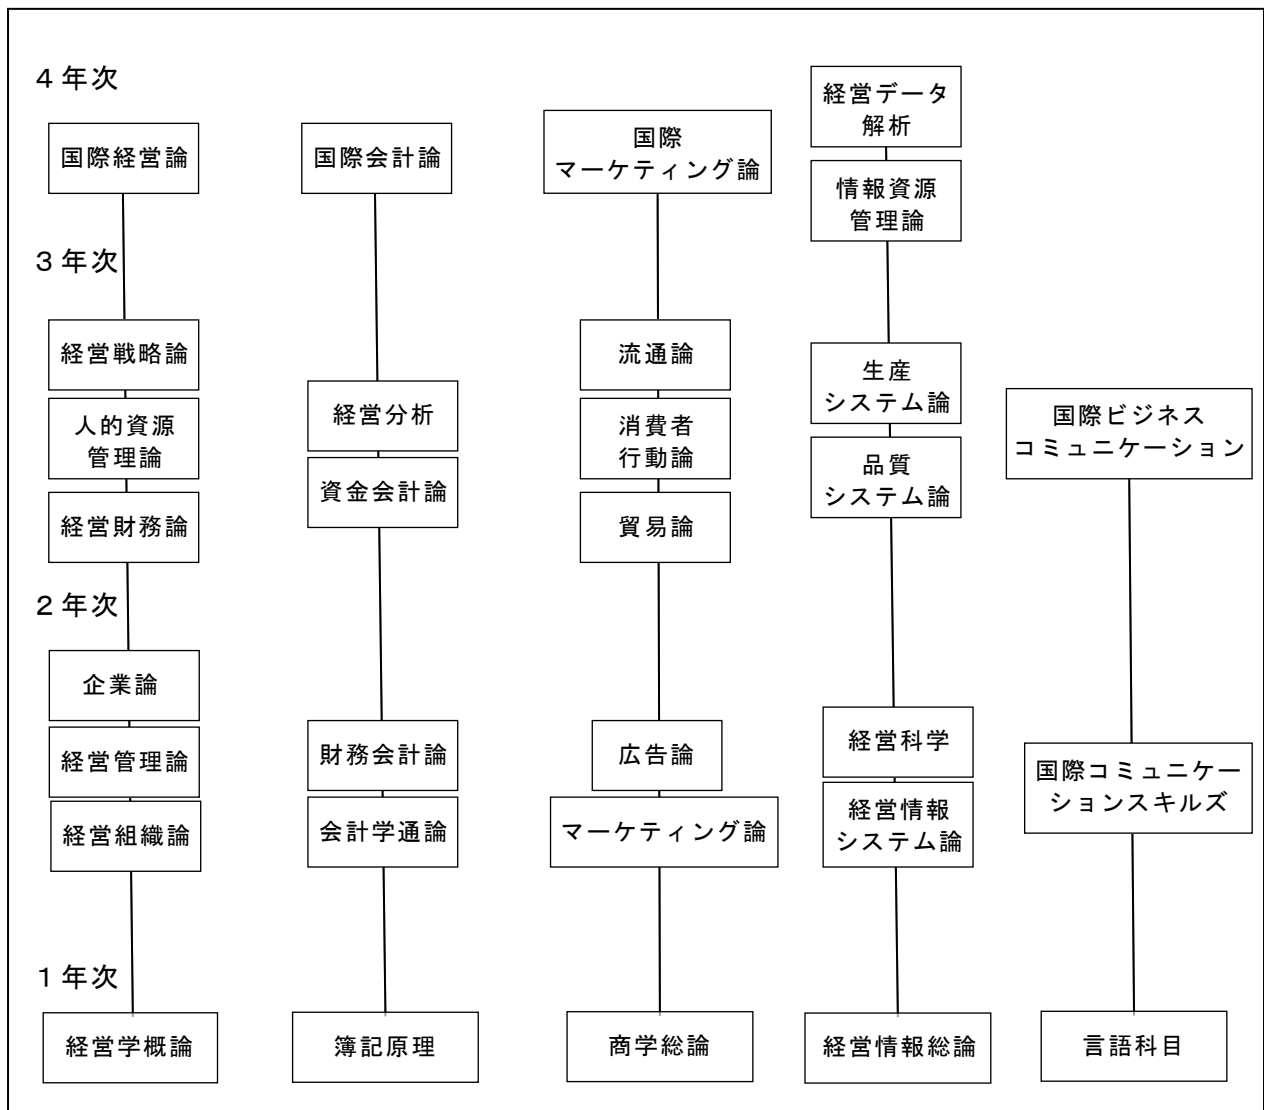 4年次
経営データ
解析
国際経営論
国際会計論
国際
マーケティング論
情報資源
管理論
3年次
経営戦略論
流通論
生産
システム論
経営分析
国際ビジネス
コミュニケーション
人的資源
管理論
消費者
行動論
品質
システム論
資金会計論
経営財務論
貿易論
2年次
企業論
経営管理論
財務会計論
広告論
経営科学
国際コミュニケー
ションスキルズ
経営組織論
会計学通論
マーケティング論
経営情報
システム論
1年次
経営学概論
簿記原理
商学総論
経営情報総論
言語科目